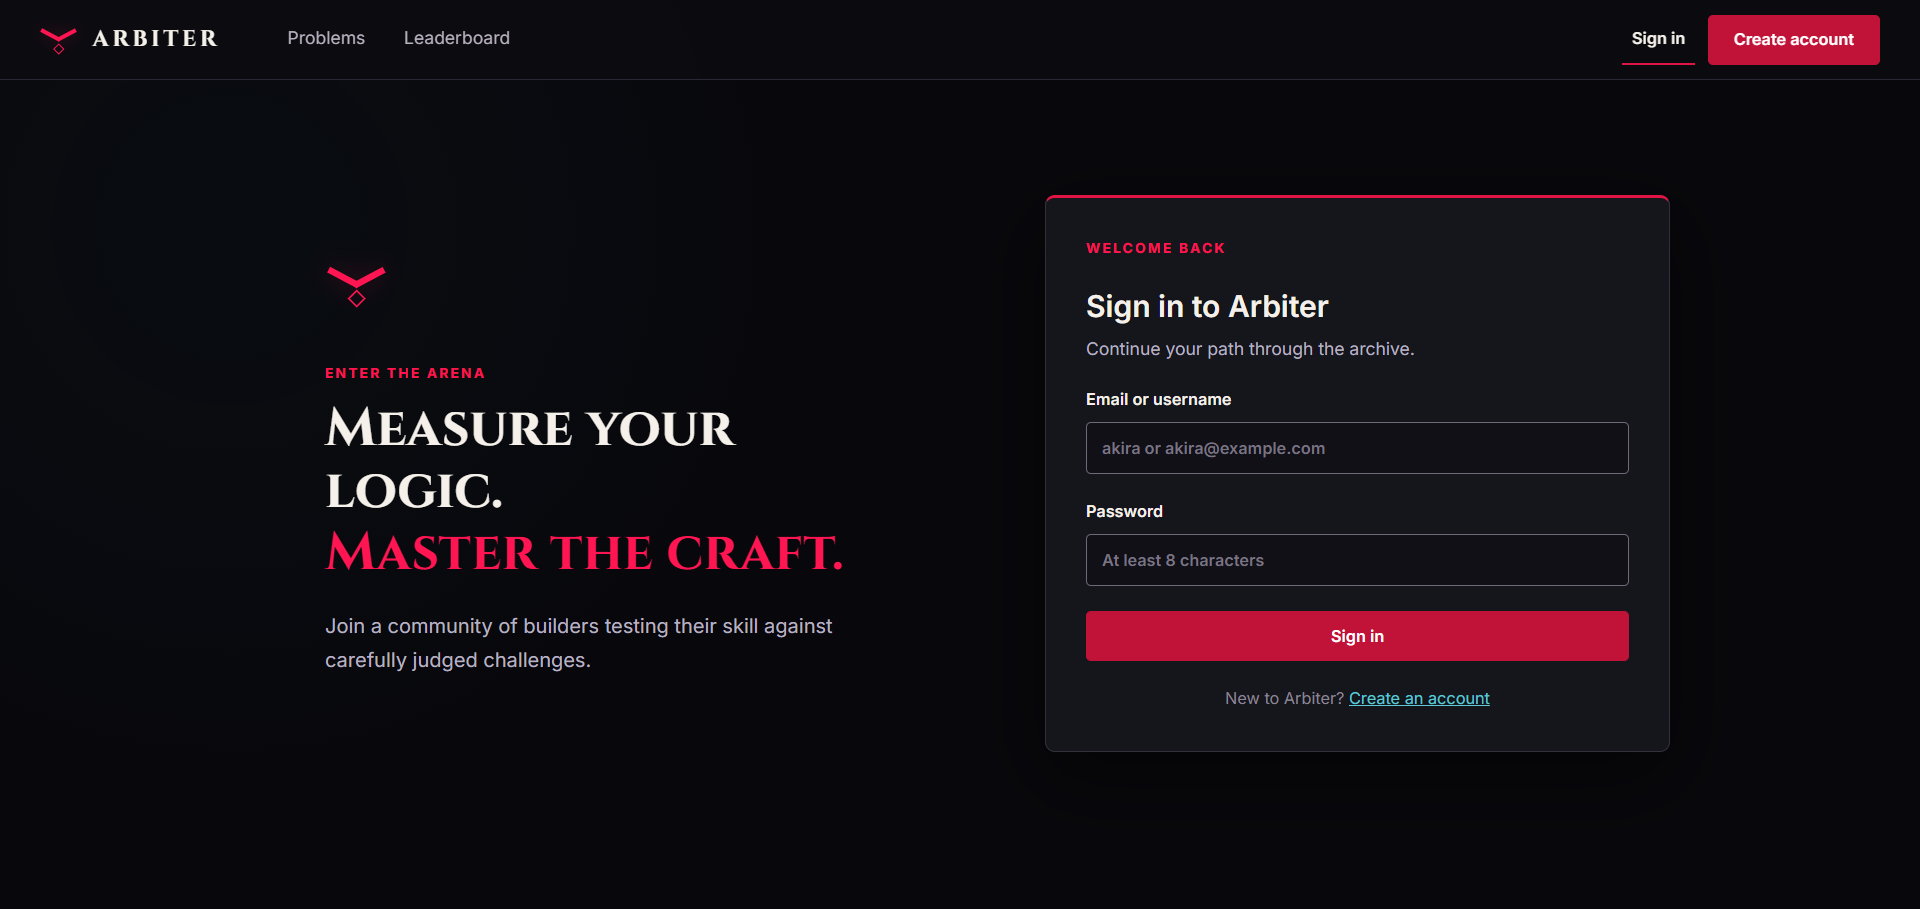 ARBITER
Problems
Leaderboard
Sign in
Create account
ENTER THE ARENA
Measure your
logic.
Master the craft.
Join a community of builders testing their skill against
carefully judged challenges.
WELCOME BACK
Sign in to Arbiter
Continue your path through the archive.
Email or username
akira or akira@example.com
Password
At least 8 characters
Sign in
New to Arbiter? Create an account